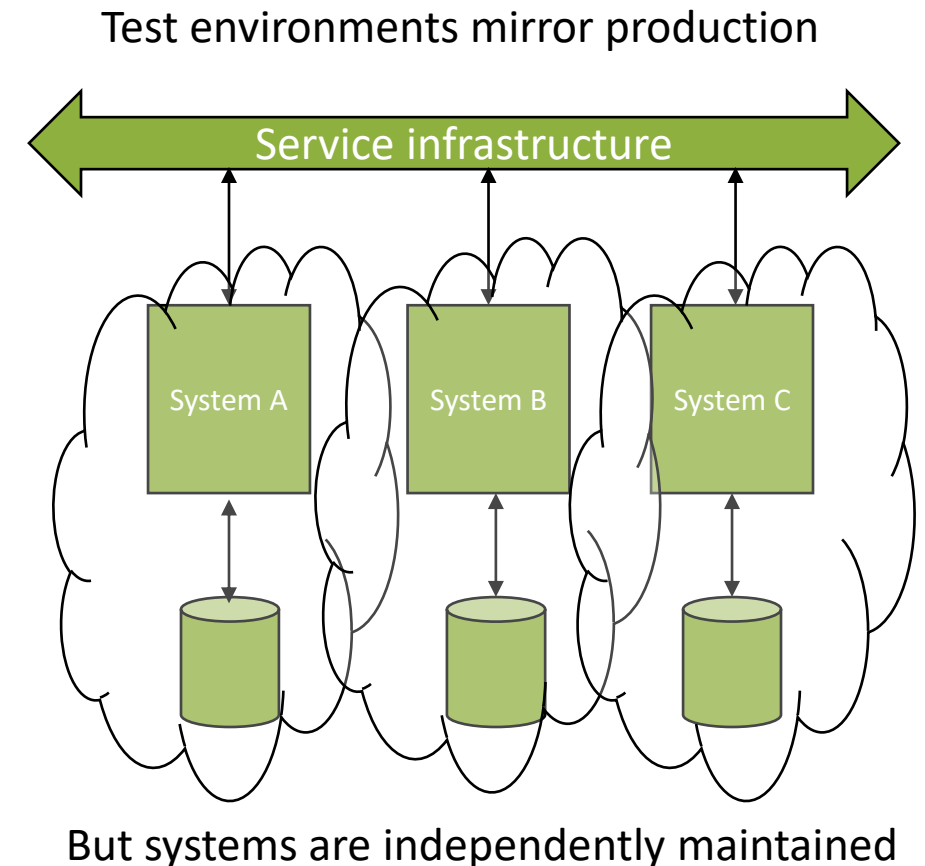 Test environments mirror production
Service infrastructure
System A
System B
System C
But systems are independently maintained